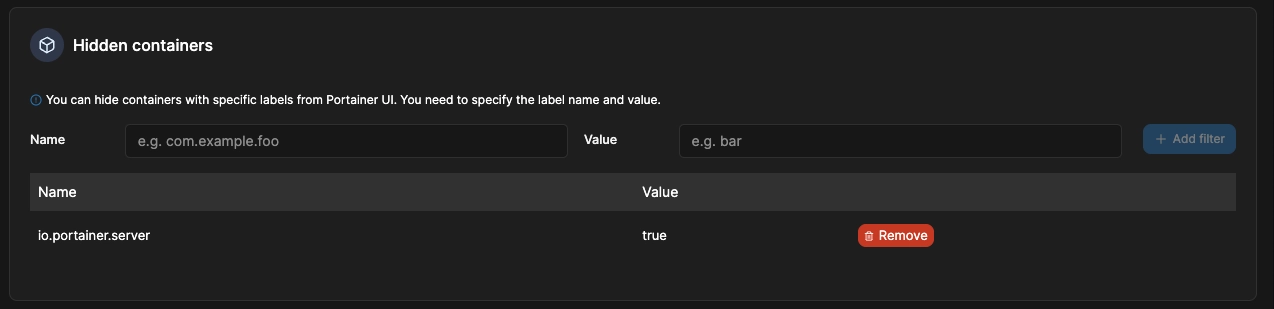 Hidden containers
You can hide containers with specific labels from Portainer UI. You need to specify the label name and value.
Name e.g. com.example.foo Value e.g. bar + Add filter
Name Value
io.portainer.server true Remove